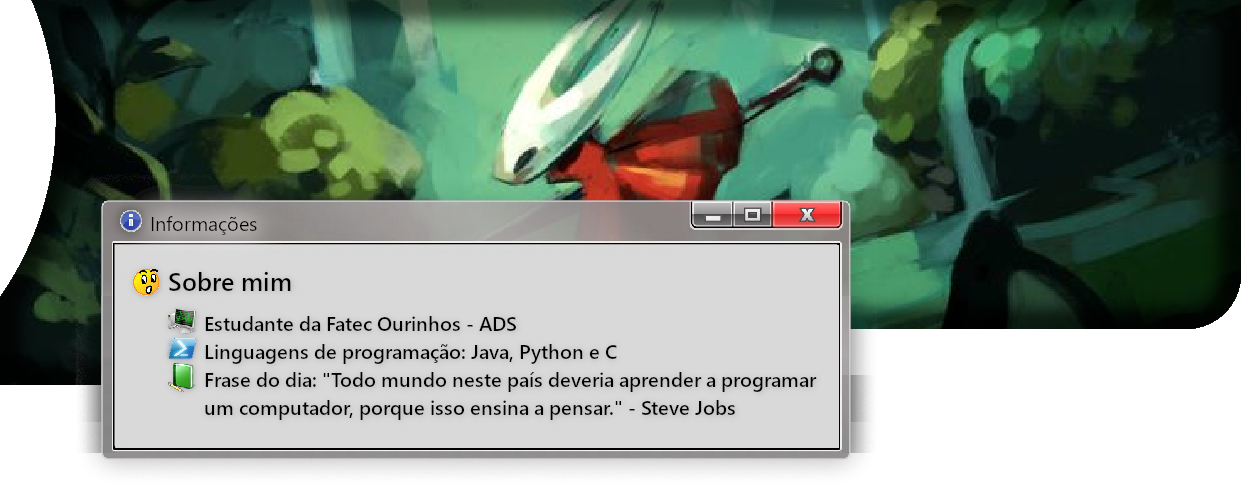 Informações
Sobre mim
Estudante da Fatec Ourinhos - ADS
Linguagens de programação: Java, Python e C
Frase do dia: "Todo mundo neste país deveria aprender a programar
um computador, porque isso ensina a pensar." - Steve Jobs